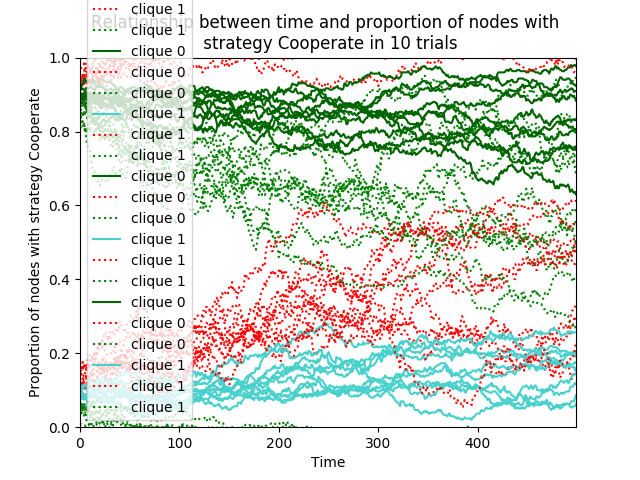 Relationship between time and proportion of nodes with
strategy Cooperate in 10 trials
clique 1
clique 1
clique 0
clique 0
clique 0
clique 1
clique 1
clique 1
clique 0
clique 0
clique 0
clique 1
clique 1
clique 1
clique 0
clique 0
clique 0
clique 1
clique 1
clique 1
Proportion of nodes with strategy Cooperate
1.0
0.8
0.6
0.4
0.2
0.0
0
100
200
300
400
Time